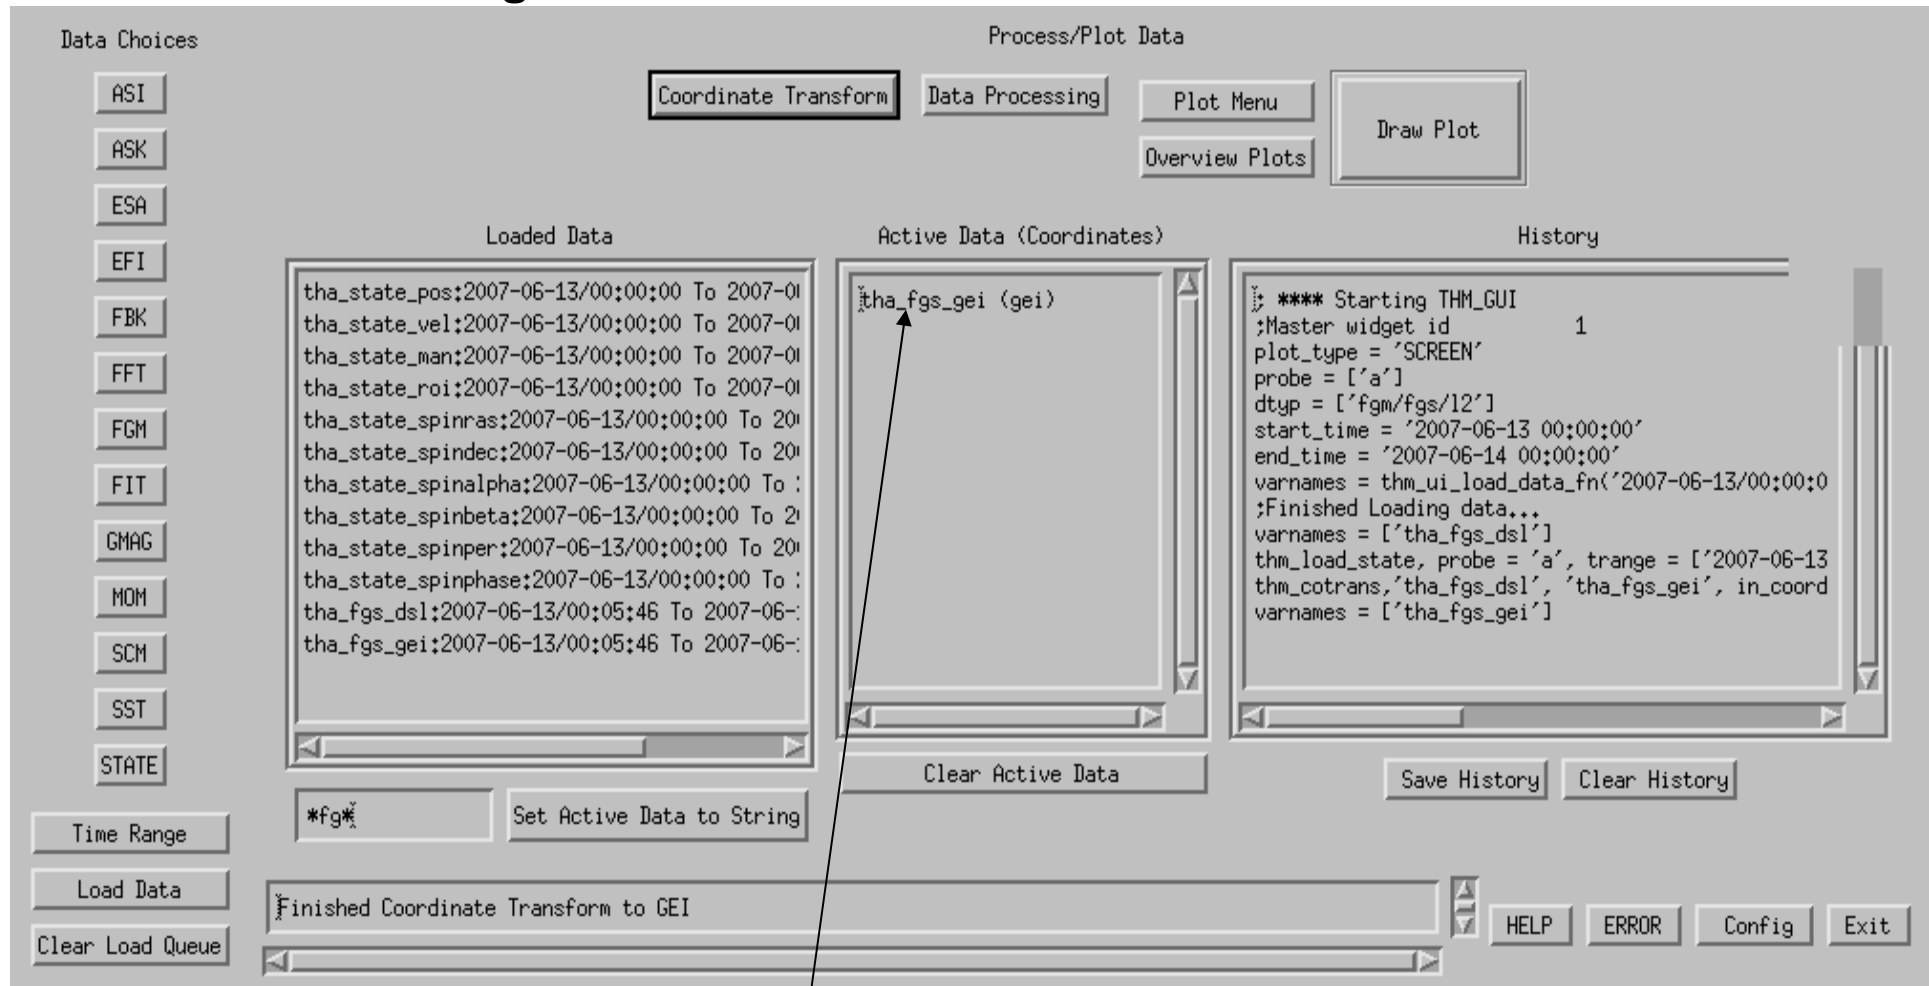 Data Choices
ASI
ASK
ESA
EFI
FBK
FFT
FGM
FIT
GMAG
MOM
SCM
SST
STATE
Time Range
Load Data
Clear Load Queue
Process/Plot Data
Coordinate Transform
Data Processing
Plot Menu
Overview Plots
Draw Plot
Loaded Data
tha_state_pos:2007-06-13/00:00:00 To 2007-0
tha_state_vel:2007-06-13/00:00:00 To 2007-0
tha_state_man:2007-06-13/00:00:00 To 2007-0
tha_state_roi:2007-06-13/00:00:00 To 2007-0
tha_state_spinras:2007-06-13/00:00:00 To 20
tha_state_spindec:2007-06-13/00:00:00 To 20
tha_state_spinalpha:2007-06-13/00:00:00 To
tha_state_spinbeta:2007-06-13/00:00:00 To 2
tha_state_spinper:2007-06-13/00:00:00 To 20
tha_state_spinphase:2007-06-13/00:00:00 To
tha_fgs_dsl:2007-06-13/00:05:46 To 2007-06-
tha_fgs_gei:2007-06-13/00:05:46 To 2007-06-
*fg*
Set Active Data to String
Active Data (Coordinates)
tha_fgs_gei (gei)
Clear Active Data
History
; **** Starting THM_GUI
;Master widget id 1
plot_type = 'SCREEN'
probe = ['a']
dtyp = ['fgm/fgs/l2']
start_time = '2007-06-13 00:00:00'
end_time = '2007-06-14 00:00:00'
varnames = thm_ui_load_data_fn('2007-06-13/00:00:0
;Finished Loading data...
varnames = ['tha_fgs_dsl']
thm_load_state, probe = 'a', trange = ['2007-06-13
thm_cotrans,'tha_fgs_dsl', 'tha_fgs_gei', in_coord
varnames = ['tha_fgs_gei']
Save History
Clear History
Finished Coordinate Transform to GEI
HELP
ERROR
Config
Exit